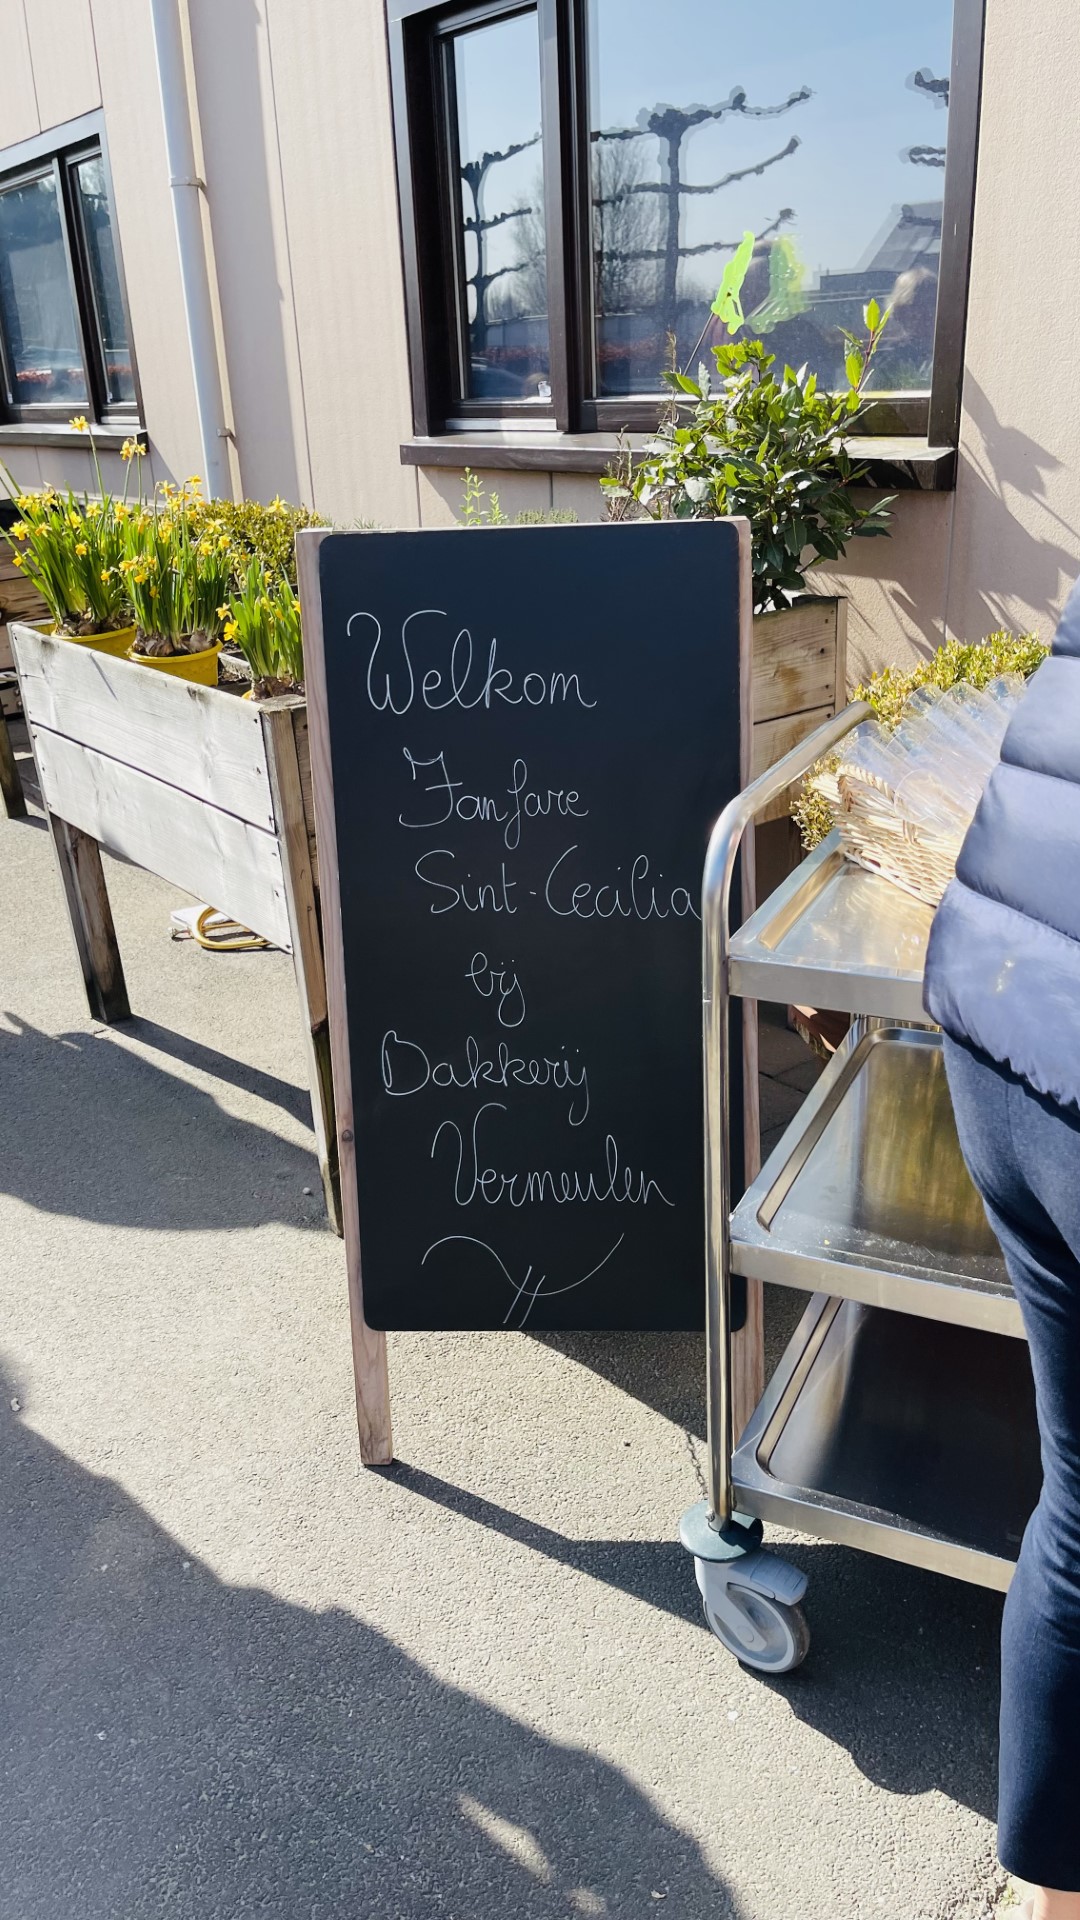 Welkom
Fanfare
Sint-Cecilia
bij
Bakkerij
Vermeulen